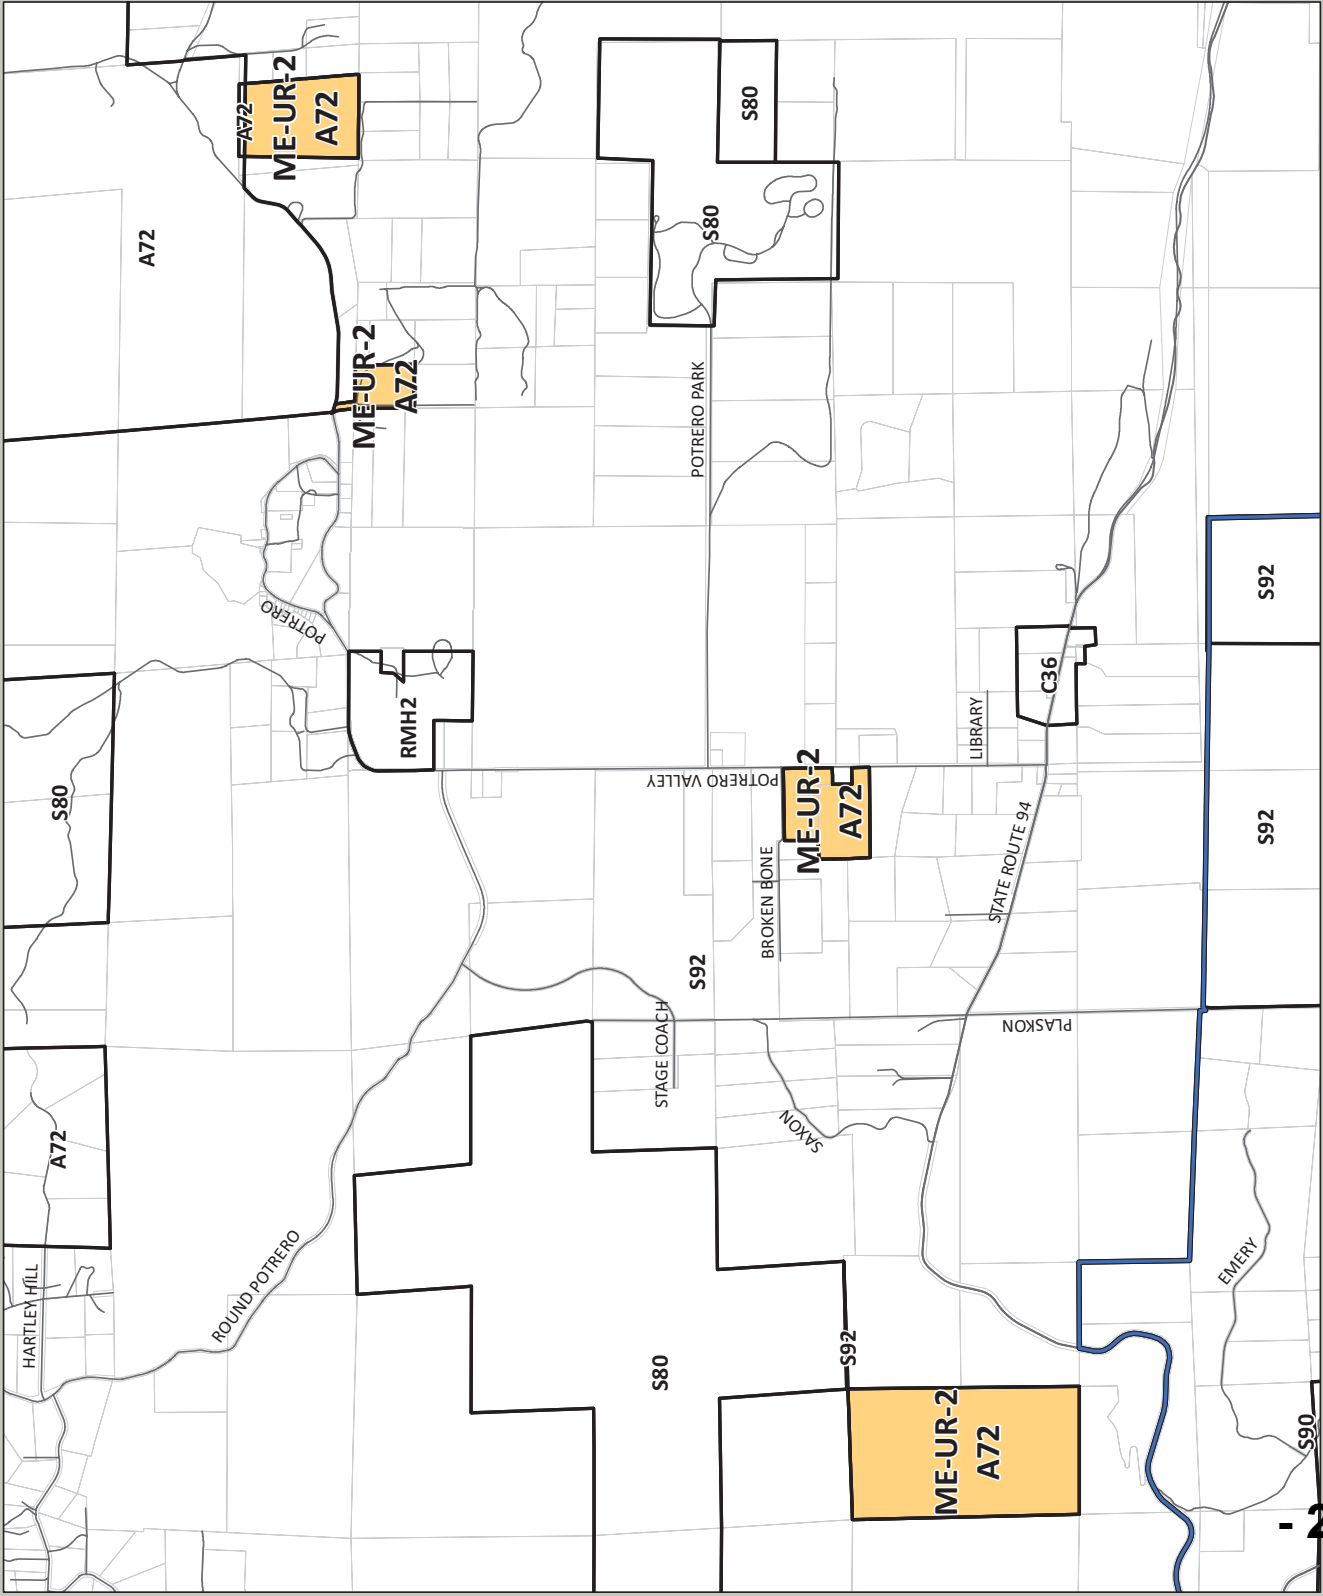 ME-UR-2
A72
A72
S80
A72
S80
ME-UR-2
A72
POTRERO PARK
S92
POTRERO
C36
RMH2
LIBRARY
S80
POTRERO VALLEY
ME-UR-2
A72
S92
STATE ROUTE 94
BROKEN BONE
S92
PLASKON
STAGE COACH
SAXON
A72
EMERY
ROUND POTRERO
HARTLEY HILL
S80
S92
ME-UR-2
A72
S90
- 2